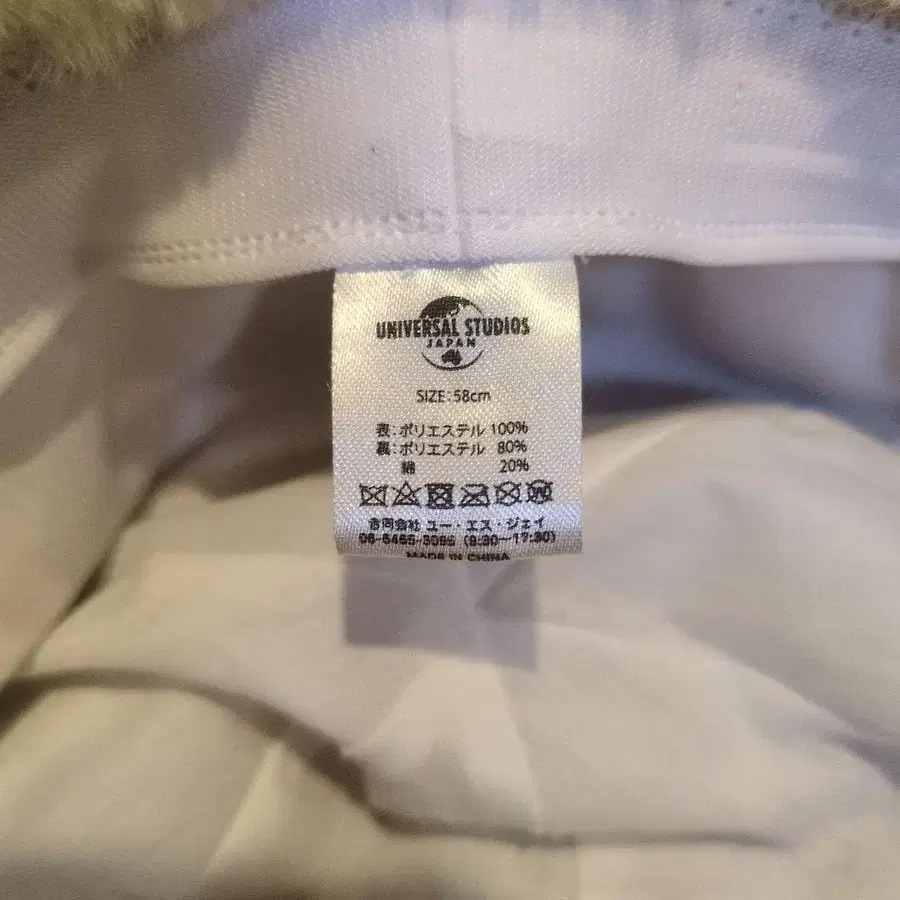 UNIVERSAL STUDIOS
JAPAN
SIZE:58cm
表:ポリエステル 100%
裏:ポリエステル 80%
綿 20%
合同会社 ユー・エス・ジェイ
06-6465-3095 (9:30～17:30)
MADE IN CHINA